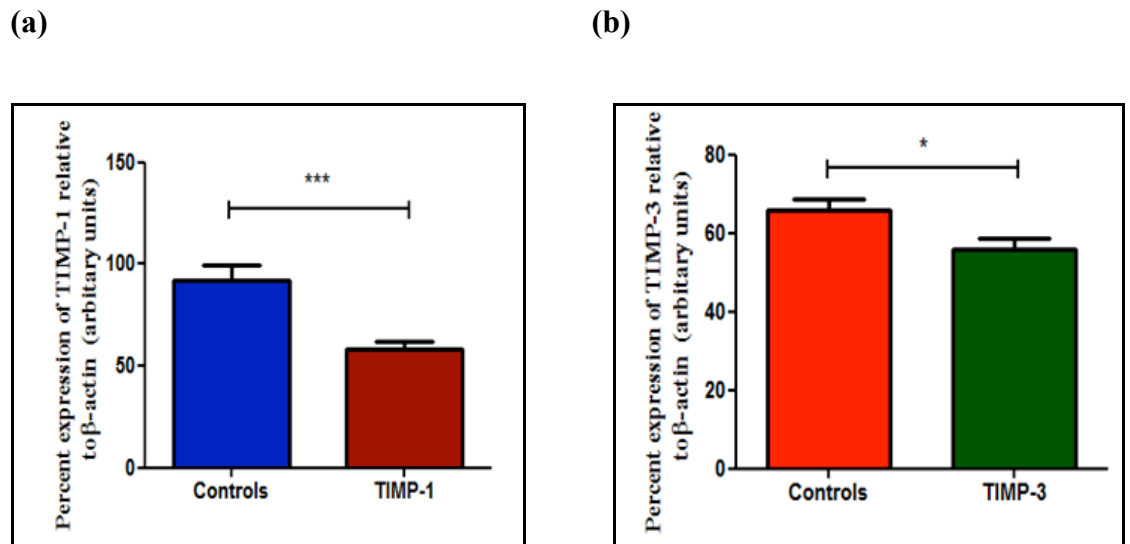 (a)
(b)
Percent expression of TIMP-1 relative
toβ-actin (arbitary units)
150
100
50
0
***
Controls
TIMP-1
Percent expression of TIMP-3 relative
toβ-actin (arbitary units)
80
60
40
20
0
*
Controls
TIMP-3